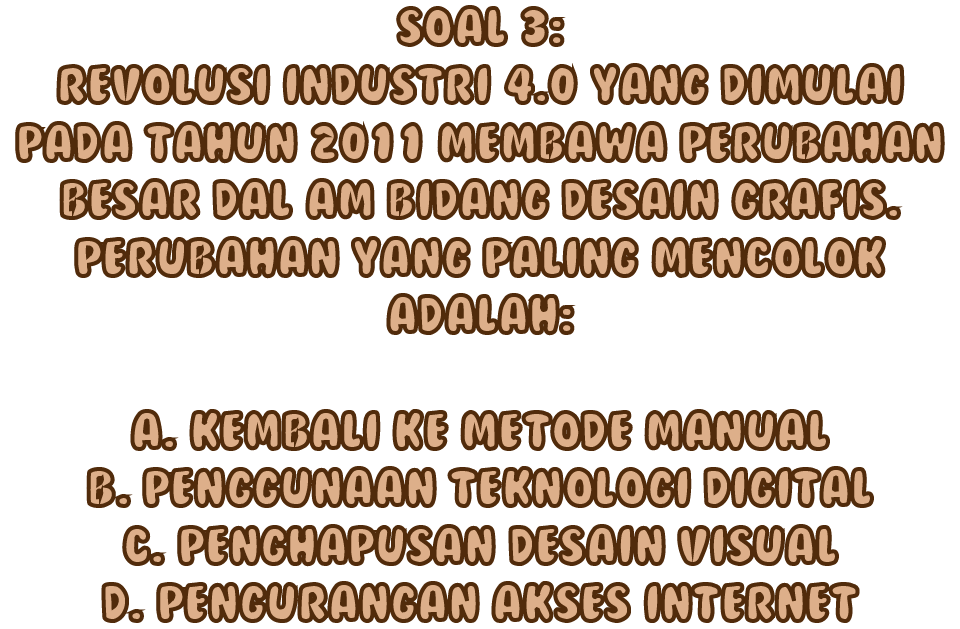 SOAL 3:
REVOLUSI INDUSTRI 4.0 YANG DIMULAI
PADA TAHUN 2011 MEMBAWA PERUBAHAN
BESAR DAL AM BIDANG DESAIN GRAFIS.
PERUBAHAN YANG PALING MENCOLOK
ADALAH:
A. KEMBALI KE METODE MANUAL
B. PENGGUNAAN TEKNOLOGI DIGITAL
C. PENGHAPUSAN DESAIN VISUAL
D. PENGURANGAN AKSES INTERNET